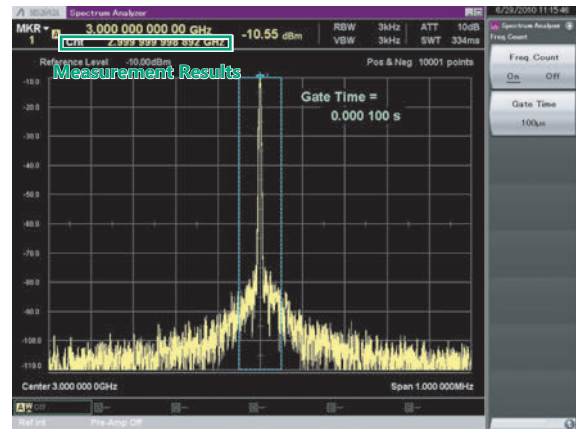 MS2692A Spectrum Analyzer
6/29/2010 11:15:46
MKR 1 A 3.000 000 000 00 GHz -10.55 dBm
Cnt 2.999 999 998 892 GHz
RBW 3kHz ATT 10dB
VBW 3kHz SWT 334ms
Reference Level -10.00dBm Pos & Neg 10001 points
Measurement Results
Gate Time =
0.000 100 s
-10.0
-20.0
-30.0
-40.0
-50.0
-60.0
-70.0
-80.0
-90.0
-100.0
-110.0
Center 3.000 000 0GHz Span 1.000 000MHz
A W Off
Ref.Int Pre-Amp Off
Spectrum Analyzer
Freq Count
Freq Count
On Off
Gate Time
100µs